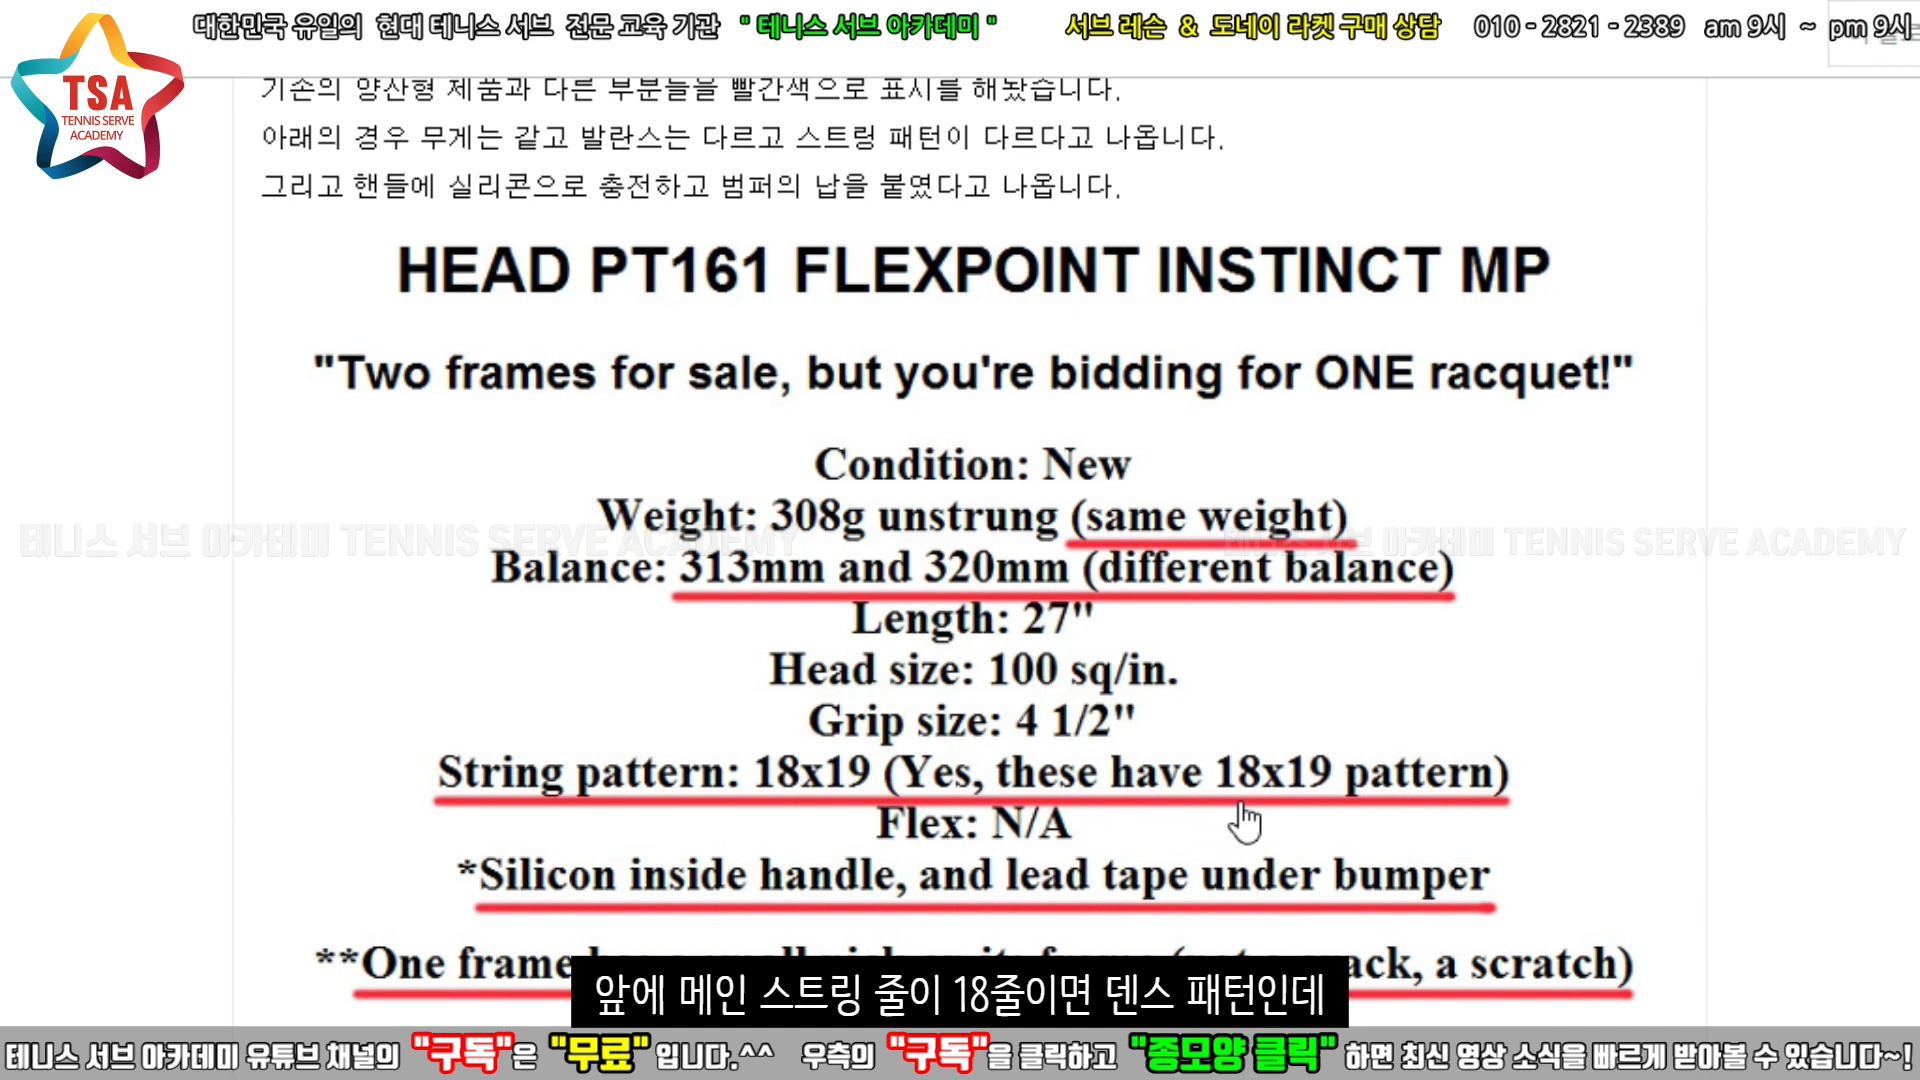 대한민국 유일의 현대 테니스 서브 전문 교육 기관 " 테니스 서브 아카데미 " 서브 레슨 & 도네이 라켓 구매 상담 010 - 2821 - 2389 am 9시 ~ pm 9시
TSA
TENNIS SERVE
ACADEMY
기존의 양산형 제품과 다른 부분들을 빨간색으로 표시를 해놨습니다.
아래의 경우 무게는 같고 발란스는 다르고 스트링 패턴이 다르다고 나옵니다.
그리고 핸들에 실리콘으로 충전하고 범퍼의 납을 붙였다고 나옵니다.
HEAD PT161 FLEXPOINT INSTINCT MP
"Two frames for sale, but you're bidding for ONE racquet!"
Condition: New
Weight: 308g unstrung (same weight)
테니스 서브 아카데미 TENNIS SERVE ACADEMY 서브 아카데미 TENNIS SERVE ACADEMY
Balance: 313mm and 320mm (different balance)
Length: 27"
Head size: 100 sq/in.
Grip size: 4 1/2"
String pattern: 18x19 (Yes, these have 18x19 pattern)
Flex: N/A
*Silicon inside handle, and lead tape under bumper
**One frame ack, a scratch)
앞에 메인 스트링 줄이 18줄이면 덴스 패턴인데
테니스 서브 아카데미 유튜브 채널의 "구독"은 "무료"입니다.^^ 우측의 "구독"을 클릭하고 "종모양 클릭" 하면 최신 영상 소식을 빠르게 받아볼 수 있습니다~!